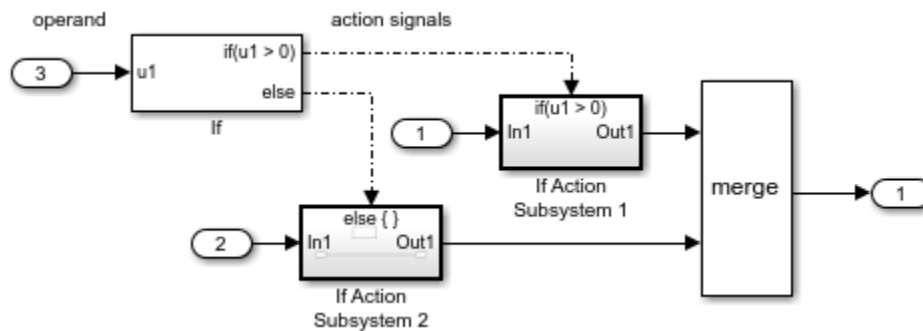 operand
action signals
3
u1
if(u1 > 0)
else
If
1
if(u1 > 0)
In1
Out1
If Action
Subsystem 1
merge
1
2
else { }
In1
Out1
If Action
Subsystem 2